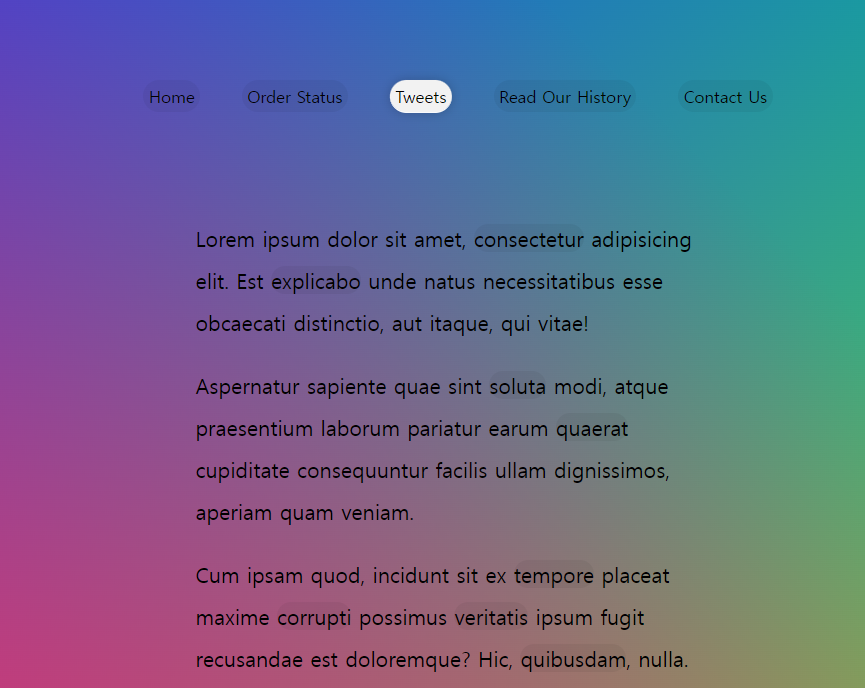 Home Order Status Tweets Read Our History Contact Us
Lorem ipsum dolor sit amet, consectetur adipisicing
elit. Est explicabo unde natus necessitatibus esse
obcaecati distinctio, aut itaque, qui vitae!
Aspernatur sapiente quae sint soluta modi, atque
praesentium laborum pariatur earum quaerat
cupiditate consequuntur facilis ullam dignissimos,
aperiam quam veniam.
Cum ipsam quod, incidunt sit ex tempore placeat
maxime corrupti possimus veritatis ipsum fugit
recusandae est doloremque? Hic, quibusdam, nulla.